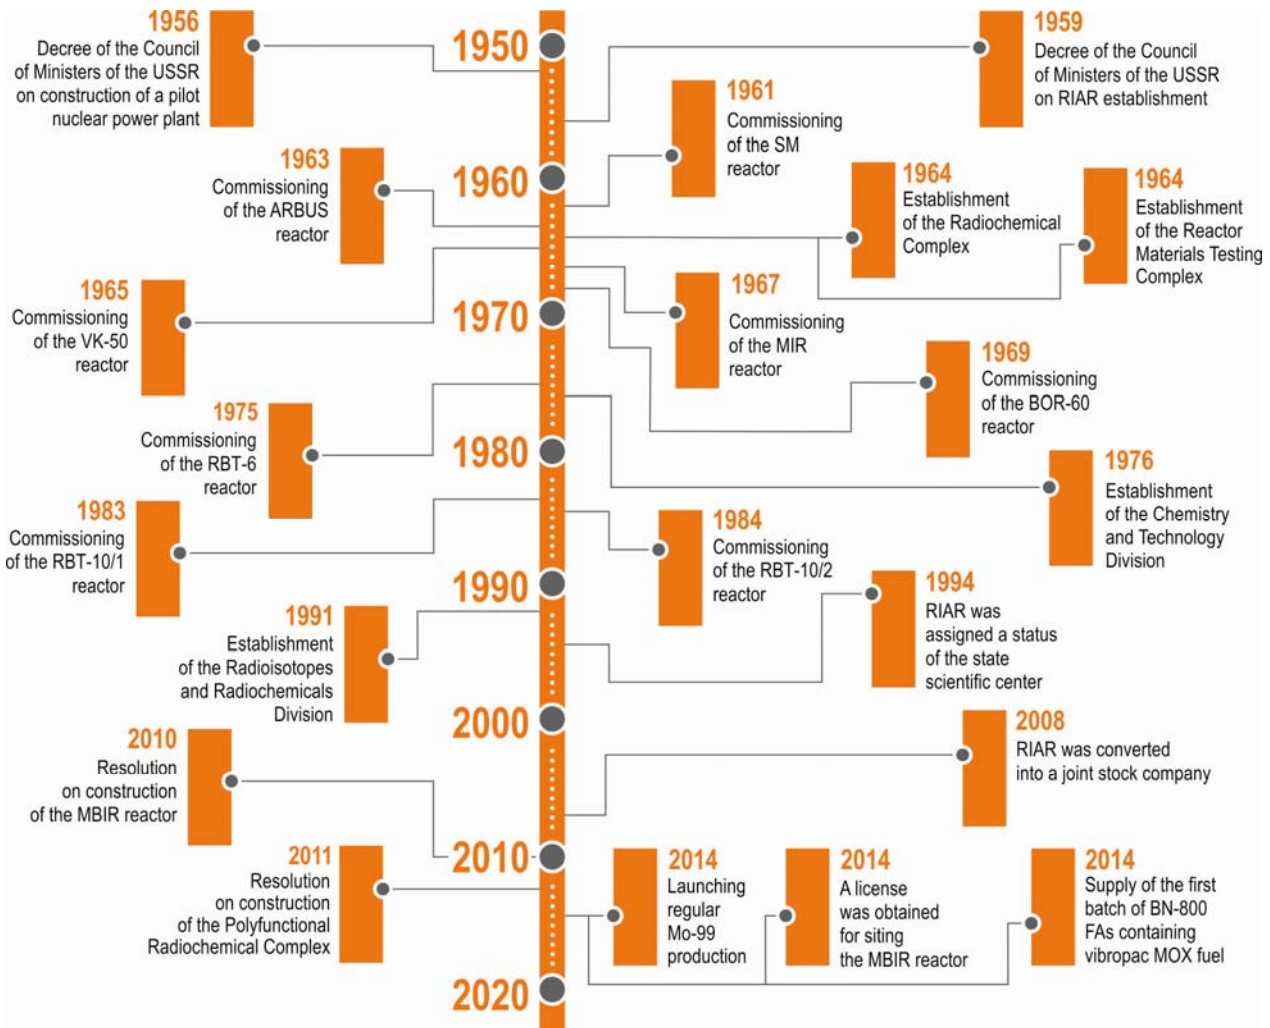 1956
Decree of the Council
of Ministers of the USSR
on construction of a pilot
nuclear power plant
1950
1959
Decree of the Council
of Ministers of the USSR
on RIAR establishment
1961
Commissioning
of the SM
reactor
1963
Commissioning
of the ARBUS
reactor
1960
1964
Establishment
of the Radiochemical
Complex
1964
Establishment
of the Reactor
Materials Testing
Complex
1965
Commissioning
of the VK-50
reactor
1970
1967
Commissioning
of the MIR
reactor
1969
Commissioning
of the BOR-60
reactor
1975
Commissioning
of the RBT-6
reactor
1980
1976
Establishment
of the Chemistry
and Technology
Division
1983
Commissioning
of the RBT-10/1
reactor
1984
Commissioning
of the RBT-10/2
reactor
1990
1991
Establishment
of the Radioisotopes
and Radiochemicals
Division
1994
RIAR was
assigned a status
of the state
scientific center
2000
2008
RIAR was converted
into a joint stock company
2010
Resolution
on construction
of the MBIR reactor
2010
2011
Resolution
on construction
of the Polyfunctional
Radiochemical Complex
2014
Launching
regular
Mo-99
production
2014
A license
was obtained
for siting
the MBIR reactor
2014
Supply of the first
batch of BN-800
FAs containing
vibropac MOX fuel
2020